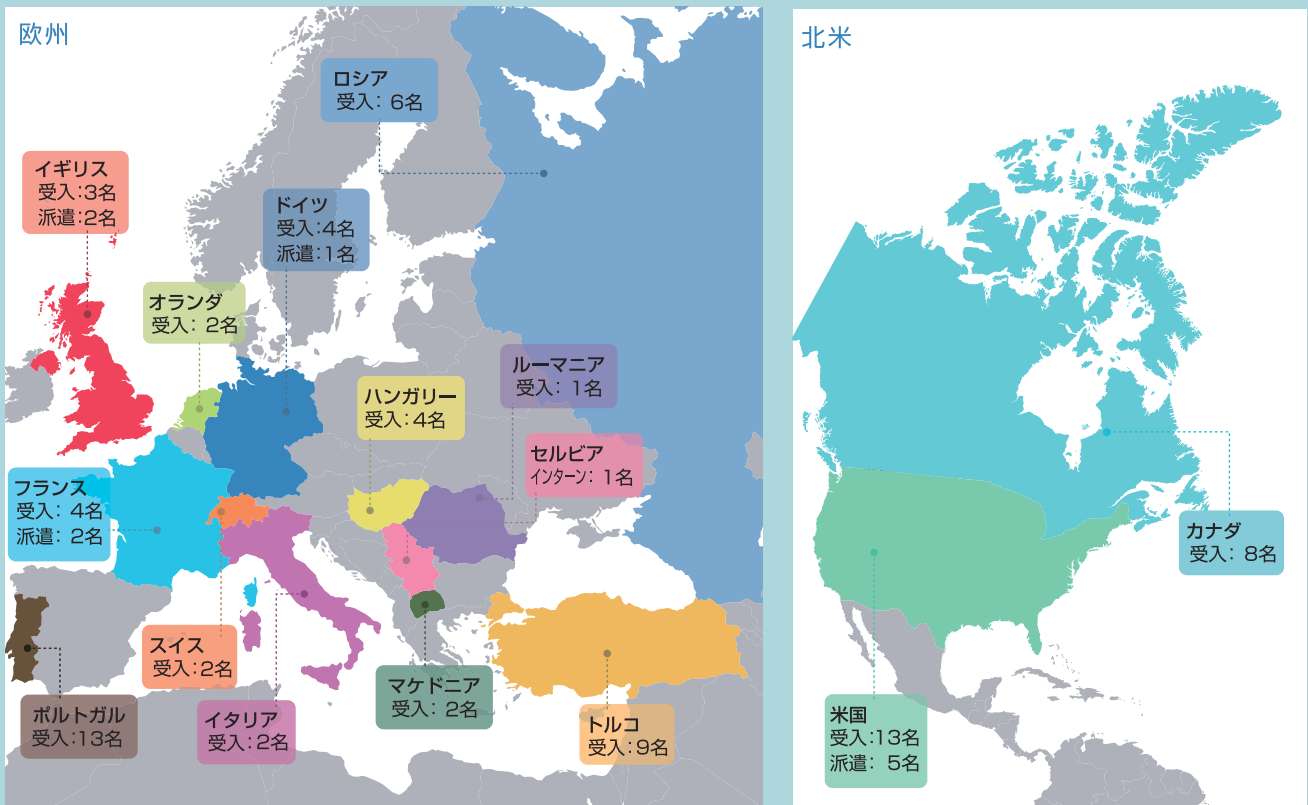 欧州
ロシア
受入: 6名
イギリス
受入:3名
派遣:2名
ドイツ
受入:4名
派遣:1名
オランダ
受入: 2名
ルーマニア
受入: 1名
ハンガリー
受入:4名
セルビア
インターン: 1名
フランス
受入: 4名
派遣: 2名
スイス
受入:2名
マケドニア
受入: 2名
ポルトガル
受入:13名
イタリア
受入:2名
トルコ
受入:9名
北米
カナダ
受入: 8名
米国
受入:13名
派遣: 5名